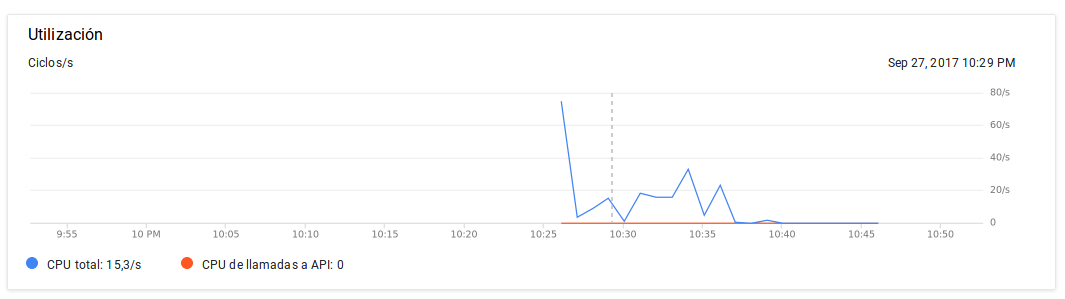 Utilización
Ciclos/s
Sep 27, 2017 10:29 PM
80/s
60/s
40/s
20/s
0
9:55 10 PM 10:05 10:10 10:15 10:20 10:25 10:30 10:35 10:40 10:45 10:50
CPU total: 15,3/s CPU de llamadas a API: 0